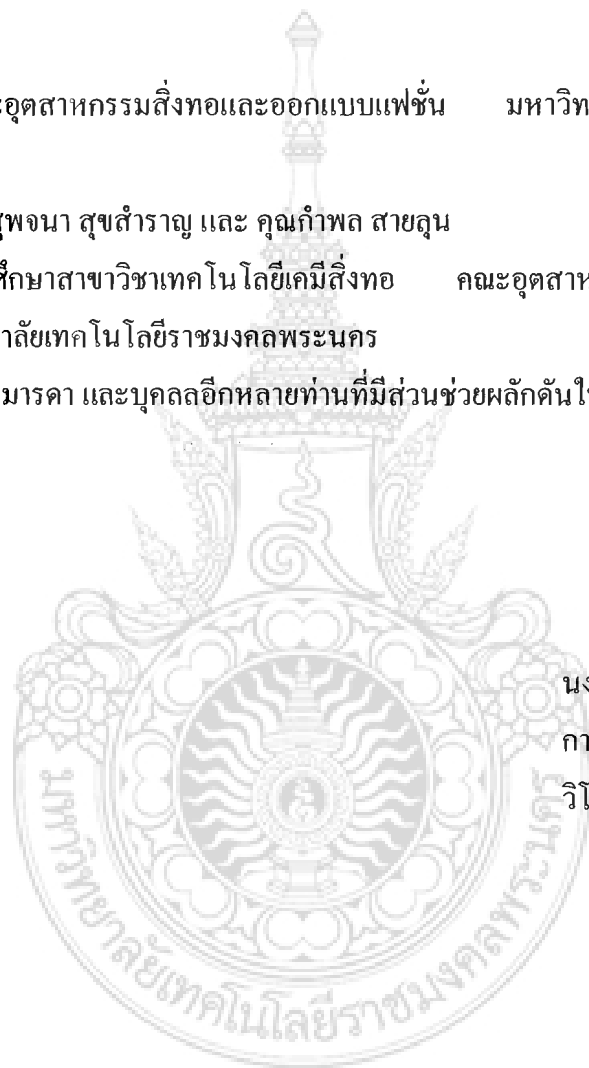 ะอุตสาหกรรมสิ่งทอและออกแบบแฟชั่น มหาวิท
สุพจนา สุขสำราญ และ คุณกำพล สายลุน
ศึกษาสาขาวิชาเทคโนโลยีเคมีสิ่งทอ คณะอุตสาห
าลัยเทคโนโลยีราชมงคลพระนคร
มารดา และบุคคลอีกหลายท่านที่มีส่วนช่วยผลักดันใ
นง
กา
วิโ
มหาวิทยาลัยเทคโนโลยีราชมงคลพระนคร